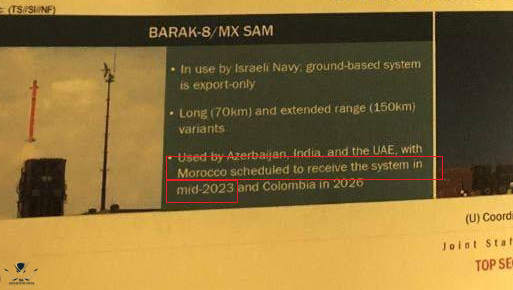 (TS//SI//NF)
BARAK-8/MX SAM
• In use by Israeli Navy; ground-based system
is export-only
• Long (70km) and extended range (150km)
variants
• Used by Azerbaijan, India, and the UAE, with
Morocco scheduled to receive the system in
mid-2023 and Colombia in 2026
(U) Coordi
Joint Staf
TOP SE